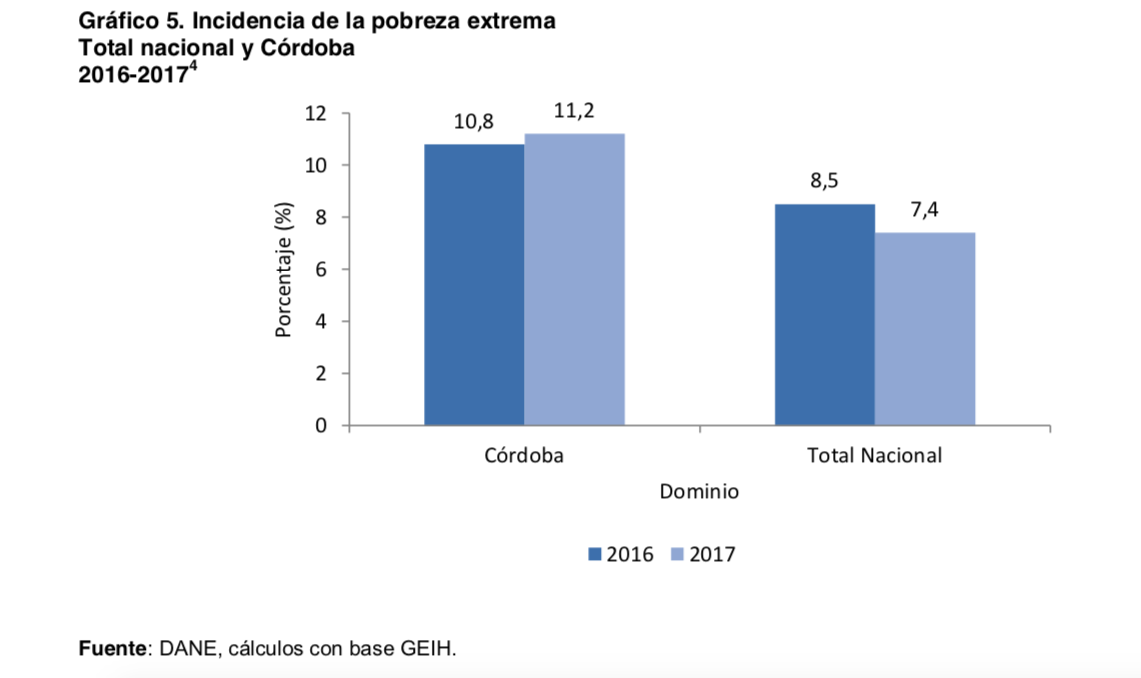 Gráfico 5. Incidencia de la pobreza extrema
Total nacional y Córdoba
2016-2017⁴
12
10
8
6
4
2
0
Porcentaje (%)
10,8
11,2
8,5
7,4
Córdoba
Total Nacional
Dominio
2016
2017
Fuente: DANE, cálculos con base GEIH.